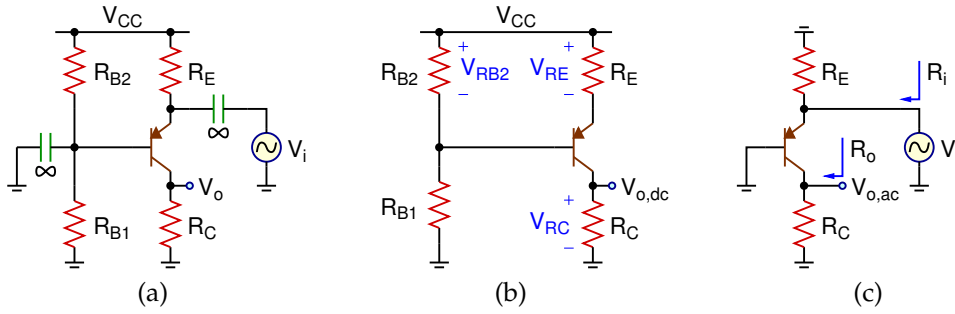 V_CC
R_B2
R_E
∞
∞
V_i
V_o
R_B1
R_C
(a)
V_CC
+
R_B2
V_RB2
−
+
V_RE
R_E
−
R_B1
V_o,dc
+
V_RC
R_C
−
(b)
R_E
R_i
R_o
V
V_o,ac
R_C
(c)